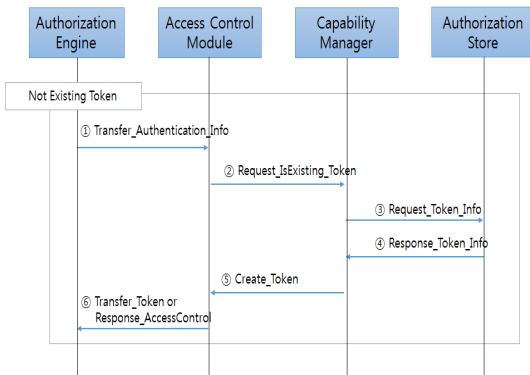 Authorization Engine
Access Control Module
Capability Manager
Authorization Store
Not Existing Token
① Transfer_Authentication_Info
② Request_IsExisting_Token
③ Request_Token_Info
④ Response_Token_Info
⑤ Create_Token
⑥ Transfer_Token or
Response_AccessControl